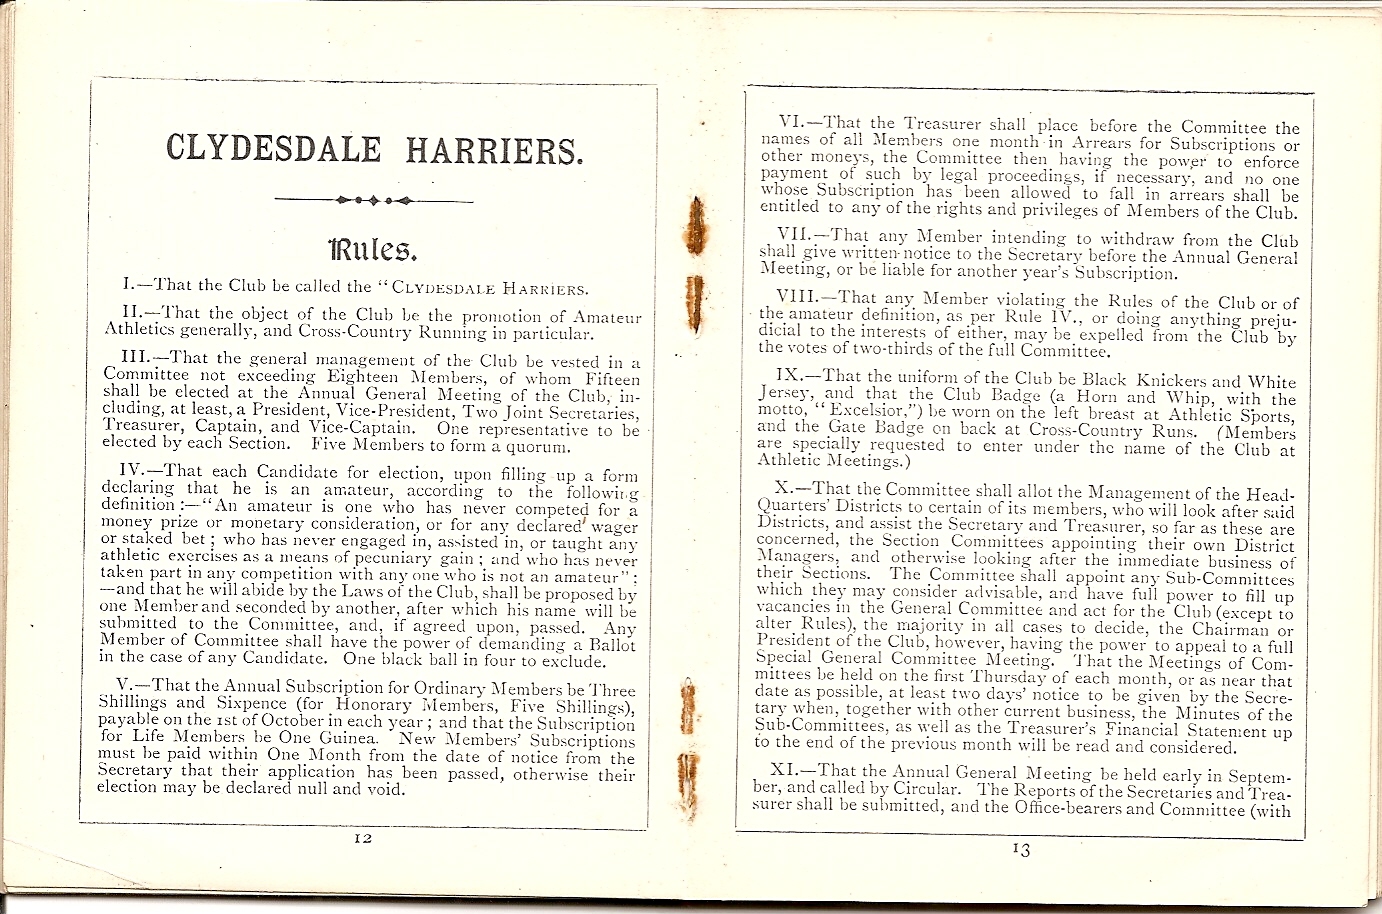 CLYDESDALE HARRIERS.
Rules.
I.—That the Club be called the "CLYDESDALE HARRIERS.
II.—That the object of the Club be the promotion of Amateur
Athletics generally, and Cross-Country Running in particular.
III.—That the general management of the Club be vested in a
Committee not exceeding Eighteen Members, of whom Fifteen
shall be elected at the Annual General Meeting of the Club, in-
cluding, at least, a President, Vice-President, Two Joint Secretaries,
Treasurer, Captain, and Vice-Captain. One representative to be
elected by each Section. Five Members to form a quorum.
IV.—That each Candidate for election, upon filling up a form
declaring that he is an amateur, according to the following
definition :—"An amateur is one who has never competed for a
money prize or monetary consideration, or for any declared wager
or staked bet ; who has never engaged in, assisted in, or taught any
athletic exercises as a means of pecuniary gain ; and who has never
taken part in any competition with any one who is not an amateur" :
—and that he will abide by the Laws of the Club, shall be proposed by
one Member and seconded by another, after which his name will be
submitted to the Committee, and, if agreed upon, passed. Any
Member of Committee shall have the power of demanding a Ballot
in the case of any Candidate. One black ball in four to exclude.
V.—That the Annual Subscription for Ordinary Members be Three
Shillings and Sixpence (for Honorary Members, Five Shillings),
payable on the 1st of October in each year ; and that the Subscription
for Life Members be One Guinea. New Members' Subscriptions
must be paid within One Month from the date of notice from the
Secretary that their application has been passed, otherwise their
election may be declared null and void.
12
VI.—That the Treasurer shall place before the Committee the
names of all Members one month in Arrears for Subscriptions or
other moneys, the Committee then having the power to enforce
payment of such by legal proceedings, if necessary, and no one
whose Subscription has been allowed to fall in arrears shall be
entitled to any of the rights and privileges of Members of the Club.
VII.—That any Member intending to withdraw from the Club
shall give written notice to the Secretary before the Annual General
Meeting, or be liable for another year's Subscription.
VIII.—That any Member violating the Rules of the Club or of
the amateur definition, as per Rule IV., or doing anything preju-
dicial to the interests of either, may be expelled from the Club by
the votes of two-thirds of the full Committee.
IX.—That the uniform of the Club be Black Knickers and White
Jersey, and that the Club Badge (a Horn and Whip, with the
motto, "Excelsior,") be worn on the left breast at Athletic Sports,
and the Gate Badge on back at Cross-Country Runs. (Members
are specially requested to enter under the name of the Club at
Athletic Meetings.)
X.—That the Committee shall allot the Management of the Head-
Quarters' Districts to certain of its members, who will look after said
Districts, and assist the Secretary and Treasurer, so far as these are
concerned, the Section Committees appointing their own District
Managers, and otherwise looking after the immediate business of
their Sections. The Committee shall appoint any Sub-Committees
which they may consider advisable, and have full power to fill up
vacancies in the General Committee and act for the Club (except to
alter Rules), the majority in all cases to decide, the Chairman or
President of the Club, however, having the power to appeal to a full
Special General Committee Meeting. That the Meetings of Com-
mittees be held on the first Thursday of each month, or as near that
date as possible, at least two days' notice to be given by the Secre-
tary when, together with other current business, the Minutes of the
Sub-Committees, as well as the Treasurer's Financial Statement up
to the end of the previous month will be read and considered.
XI.—That the Annual General Meeting be held early in Septem-
ber, and called by Circular. The Reports of the Secretaries and Trea-
surer shall be submitted, and the Office-bearers and Committee (with
13